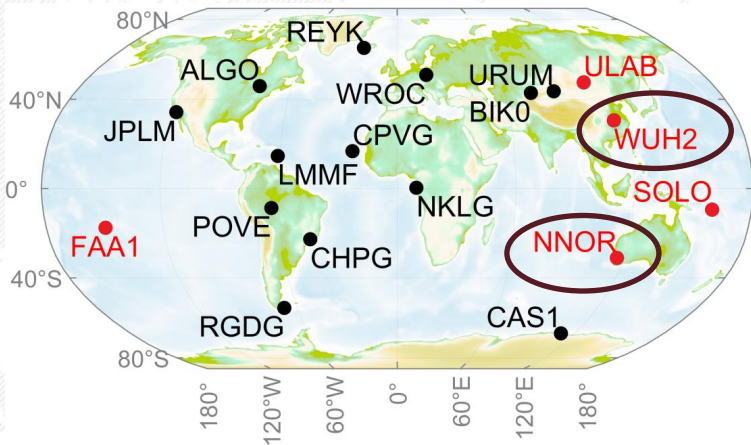 80°N
REYK
ALGO
URUM
ULAB
WROC
40°N
BIK0
JPLM
CPVG
WUH2
LMMF
0°
SOLO
NKLG
POVE
FAA1
NNOR
CHPG
40°S
RGDG
CAS1
80°S
180°
120°W
60°W
0°
60°E
120°E
180°